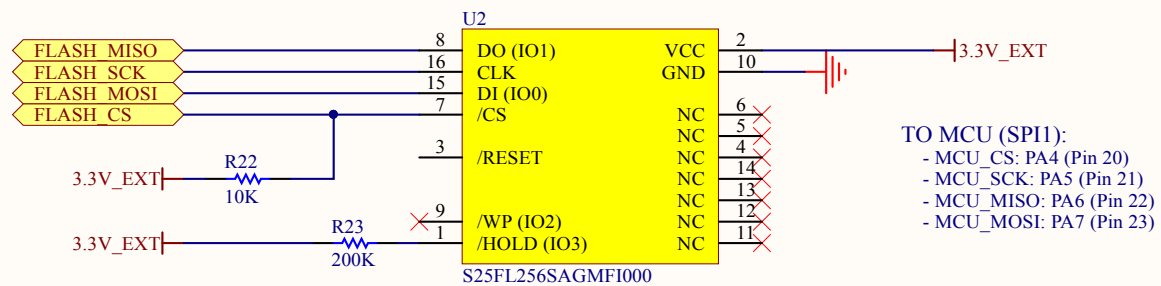 U2
FLASH_MISO 8 DO (IO1) VCC 2 3.3V_EXT
FLASH_SCK 16 CLK GND 10
FLASH_MOSI 15 DI (IO0)
FLASH_CS 7 /CS NC 6
NC 5
TO MCU (SPI1):
3 /RESET NC 4
- MCU_CS: PA4 (Pin 20)
R22
3.3V_EXT NC 14
- MCU_SCK: PA5 (Pin 21)
10K NC 13
- MCU_MISO: PA6 (Pin 22)
9 /WP (IO2) NC 12
- MCU_MOSI: PA7 (Pin 23)
R23
3.3V_EXT 1 /HOLD (IO3) NC 11
200K
S25FL256SAGMFI000